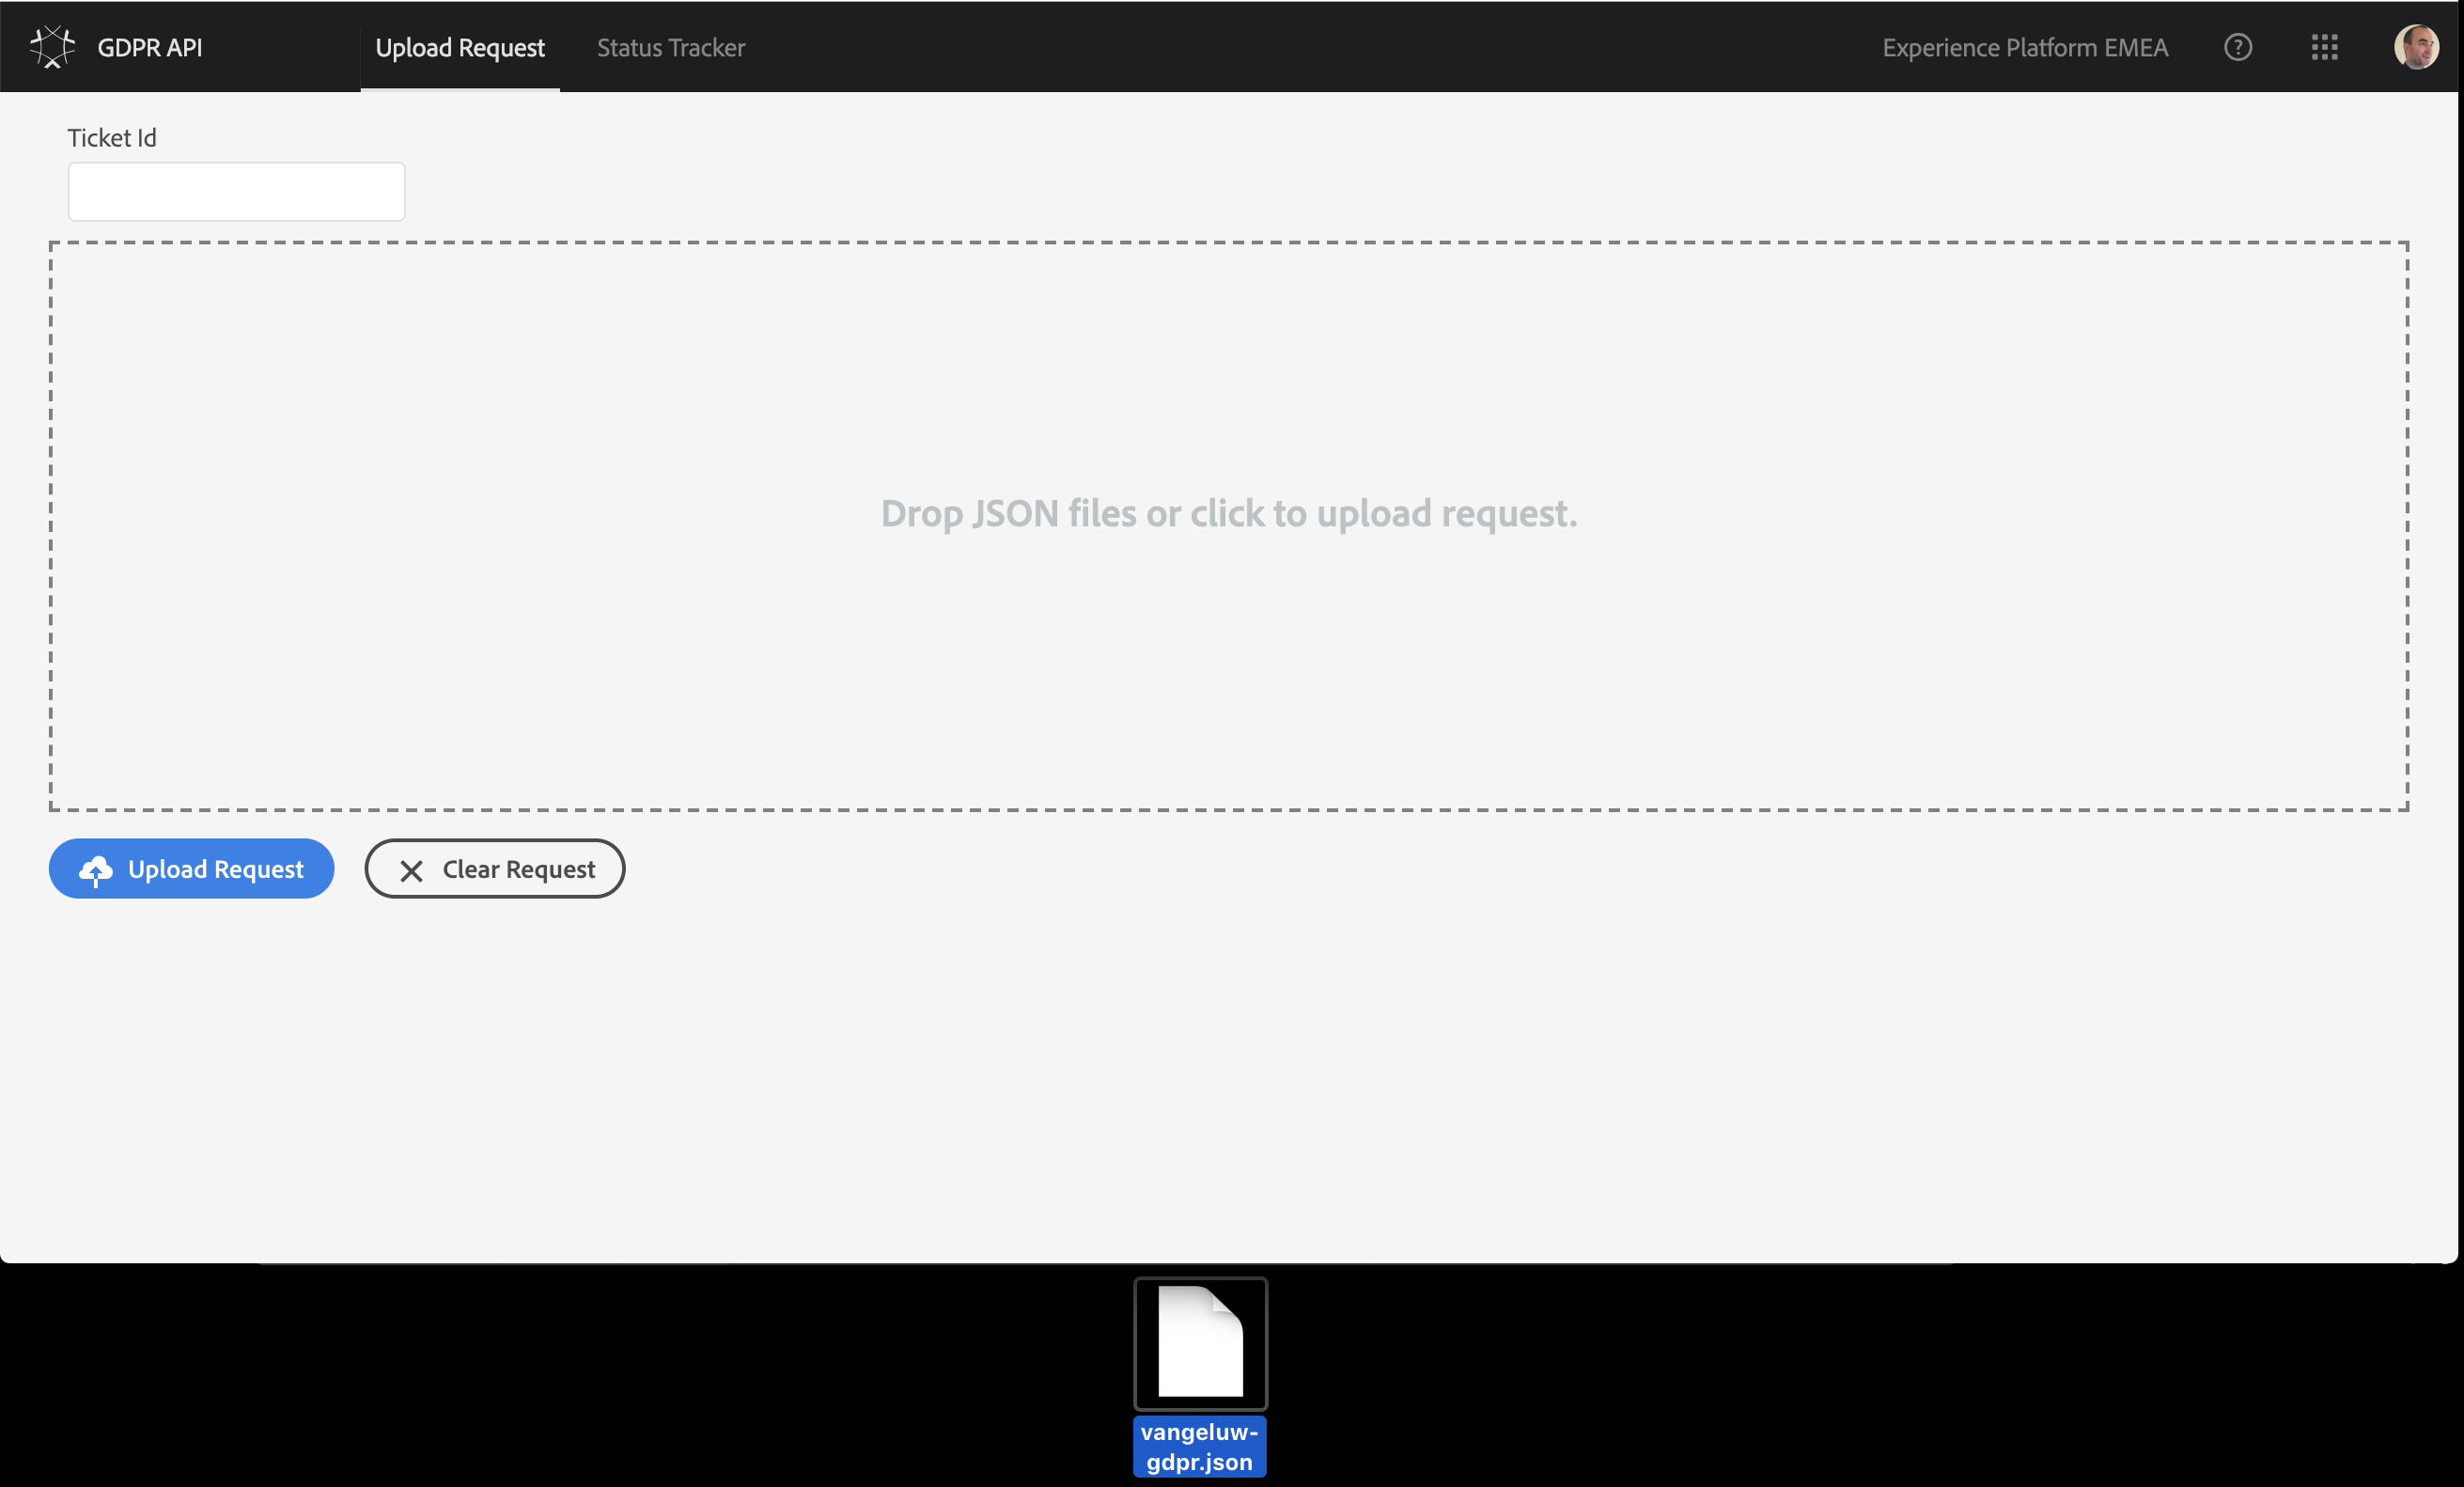 GDPR API
Upload Request
Status Tracker
Experience Platform EMEA
?
Ticket Id
Drop JSON files or click to upload request.
Upload Request
Clear Request
vangeluw-
gdpr.json